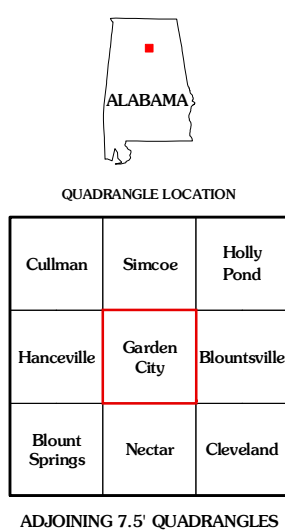 ALABAMA
QUADRANGLE LOCATION
Cullman
Simcoe
Holly
Pond
Hanceville
Garden
City
Blountsville
Blount
Springs
Nectar
Cleveland
ADJOINING 7.5' QUADRANGLES